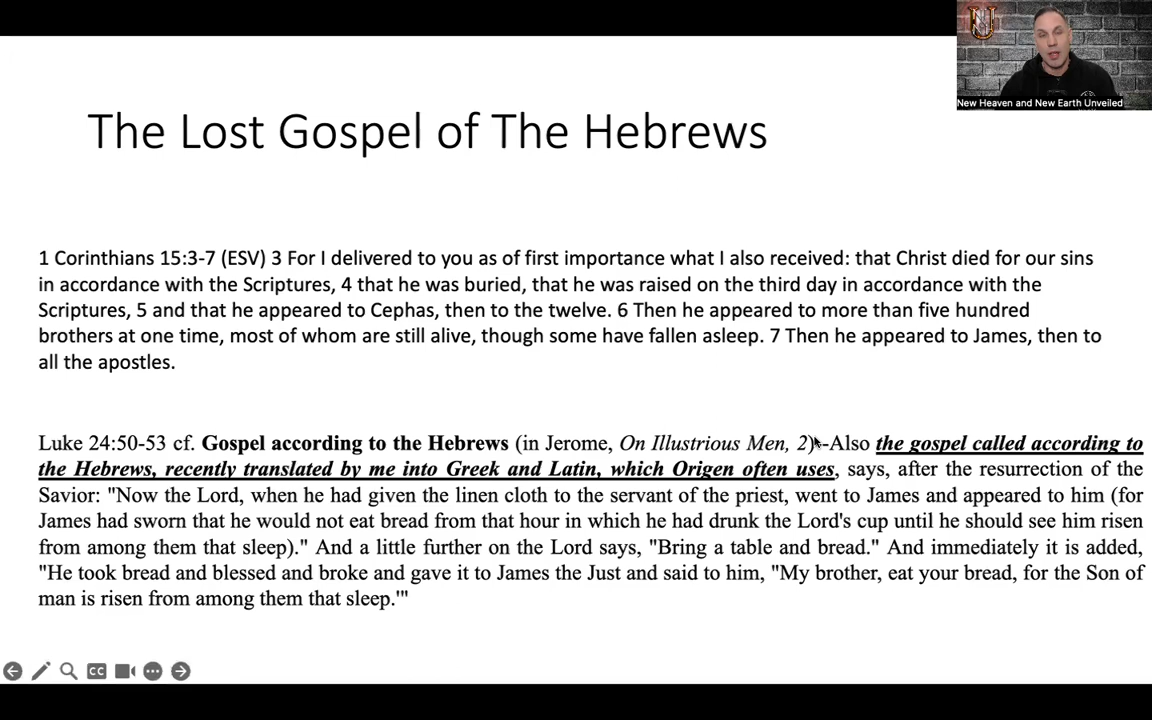 U
New Heaven and New Earth Unveiled
The Lost Gospel of The Hebrews
1 Corinthians 15:3-7 (ESV) 3 For I delivered to you as of first importance what I also received: that Christ died for our sins
in accordance with the Scriptures, 4 that he was buried, that he was raised on the third day in accordance with the
Scriptures, 5 and that he appeared to Cephas, then to the twelve. 6 Then he appeared to more than five hundred
brothers at one time, most of whom are still alive, though some have fallen asleep. 7 Then he appeared to James, then to
all the apostles.
Luke 24:50-53 cf. Gospel according to the Hebrews (in Jerome, On Illustrious Men, 2)--Also the gospel called according to
the Hebrews, recently translated by me into Greek and Latin, which Origen often uses, says, after the resurrection of the
Savior: "Now the Lord, when he had given the linen cloth to the servant of the priest, went to James and appeared to him (for
James had sworn that he would not eat bread from that hour in which he had drunk the Lord's cup until he should see him risen
from among them that sleep)." And a little further on the Lord says, "Bring a table and bread." And immediately it is added,
"He took bread and blessed and broke and gave it to James the Just and said to him, "My brother, eat your bread, for the Son of
man is risen from among them that sleep.'"
CC